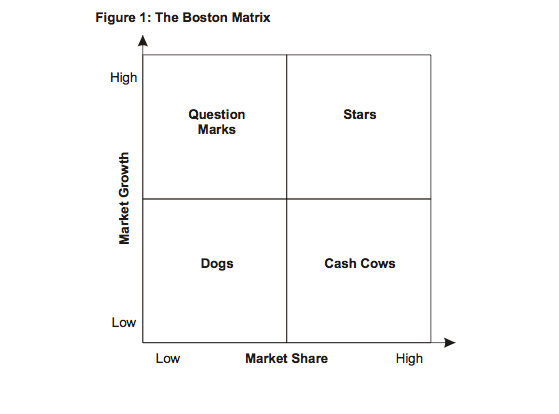 Figure 1: The Boston Matrix
High
Question
Marks
Stars
Market Growth
Dogs
Cash Cows
Low
Low
Market Share
High